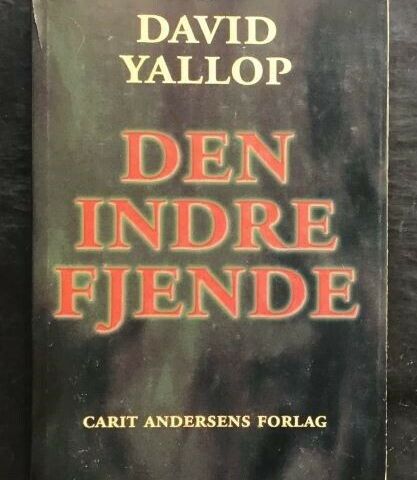 DAVID
YALLOP
DEN
INDRE
FJENDE
CARIT ANDERSENS FORLAG